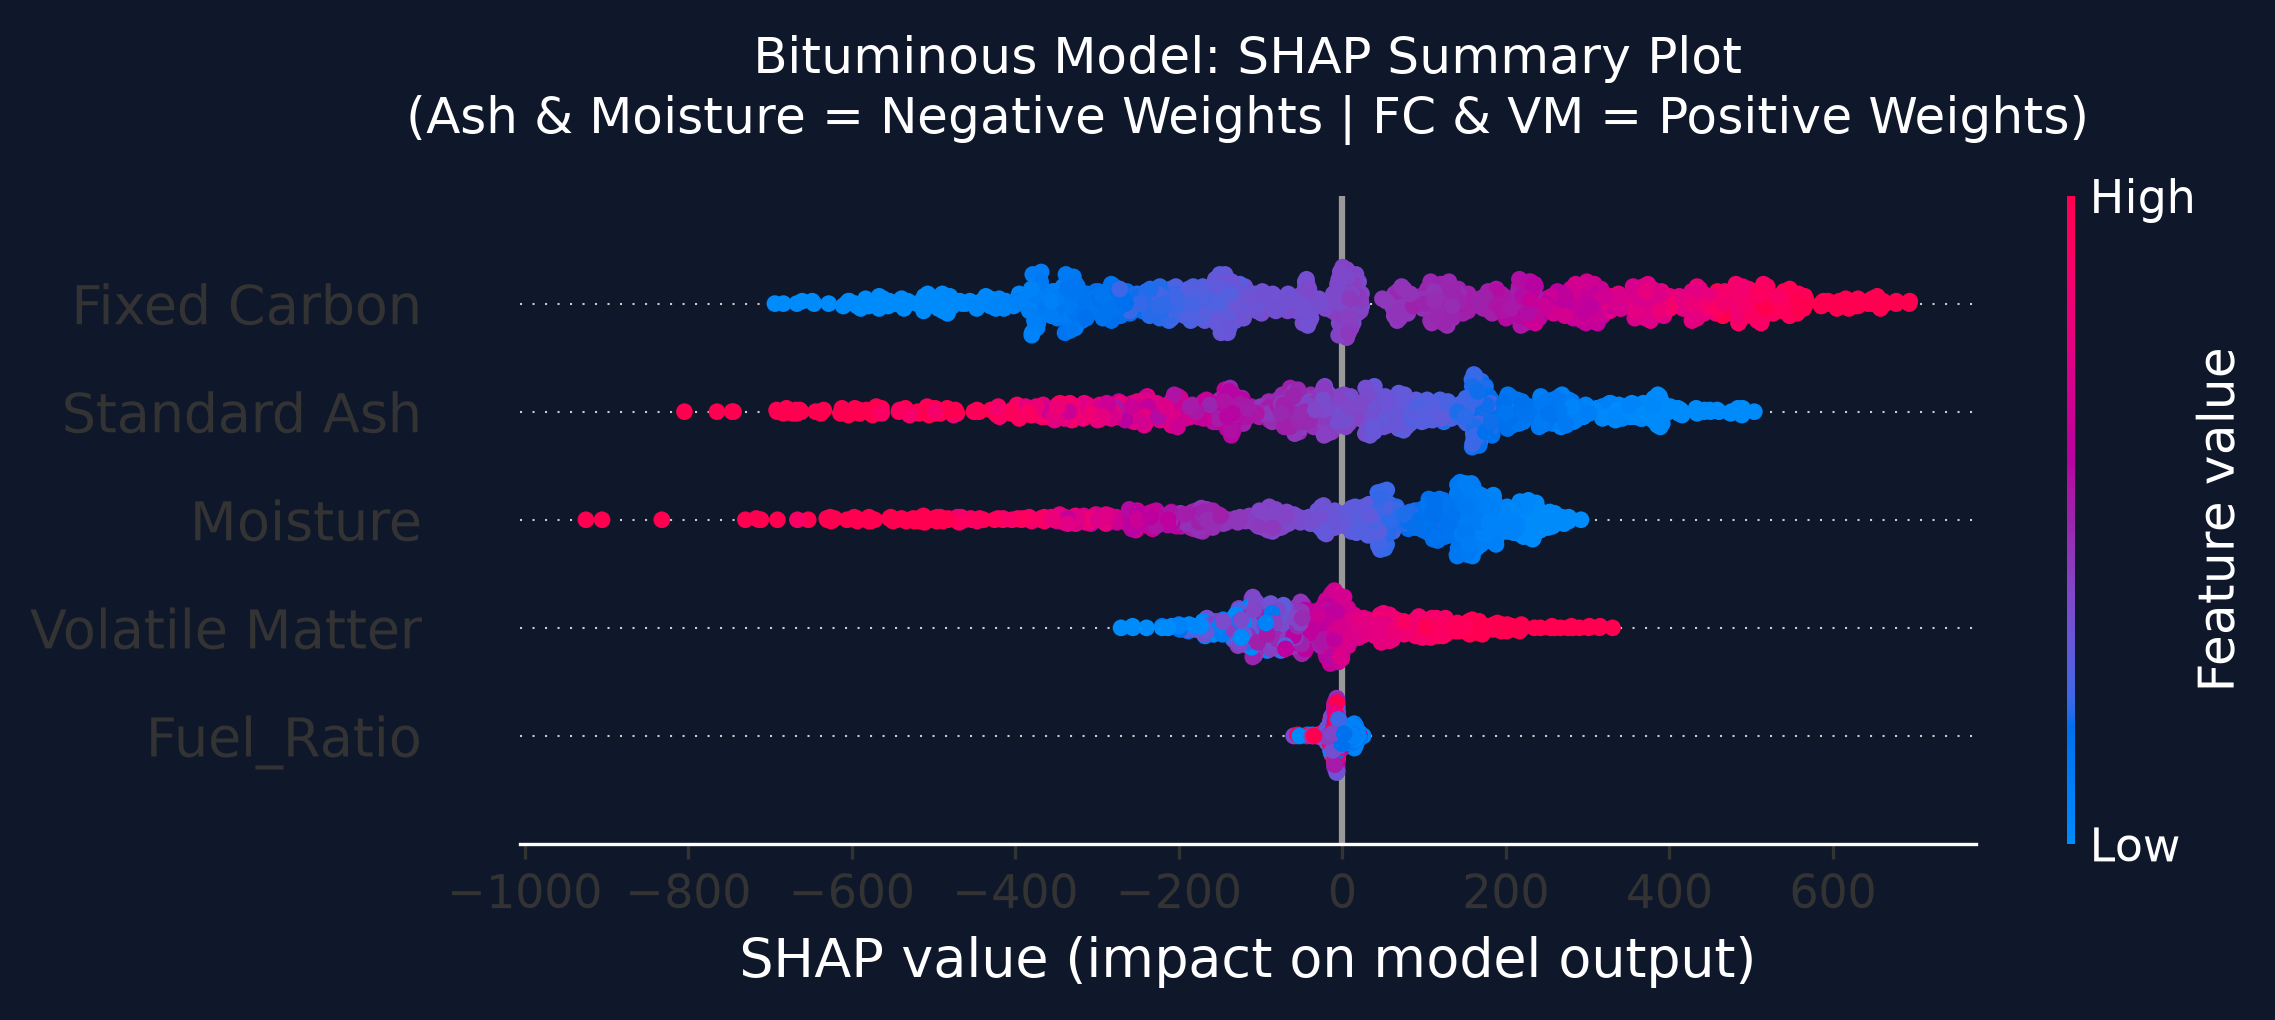 Bituminous Model: SHAP Summary Plot
(Ash & Moisture = Negative Weights | FC & VM = Positive Weights)
High
Fixed Carbon
Standard Ash
Moisture
Volatile Matter
Fuel_Ratio
Feature value
Low
−1000 −800 −600 −400 −200 0 200 400 600
SHAP value (impact on model output)